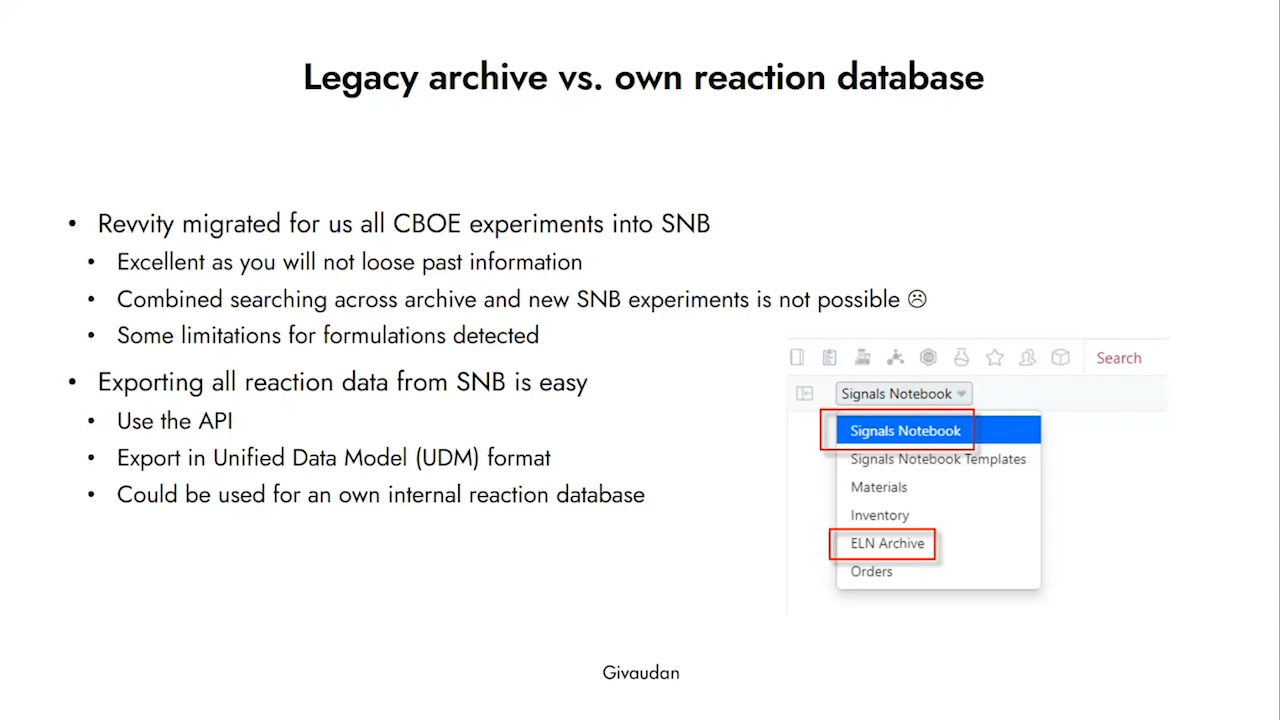 Legacy archive vs. own reaction database
• Revvity migrated for us all CBOE experiments into SNB
• Excellent as you will not loose past information
• Combined searching across archive and new SNB experiments is not possible ☹
• Some limitations for formulations detected
• Exporting all reaction data from SNB is easy
• Use the API
• Export in Unified Data Model (UDM) format
• Could be used for an own internal reaction database
Search
Signals Notebook
Signals Notebook
Signals Notebook Templates
Materials
Inventory
ELN Archive
Orders
Givaudan